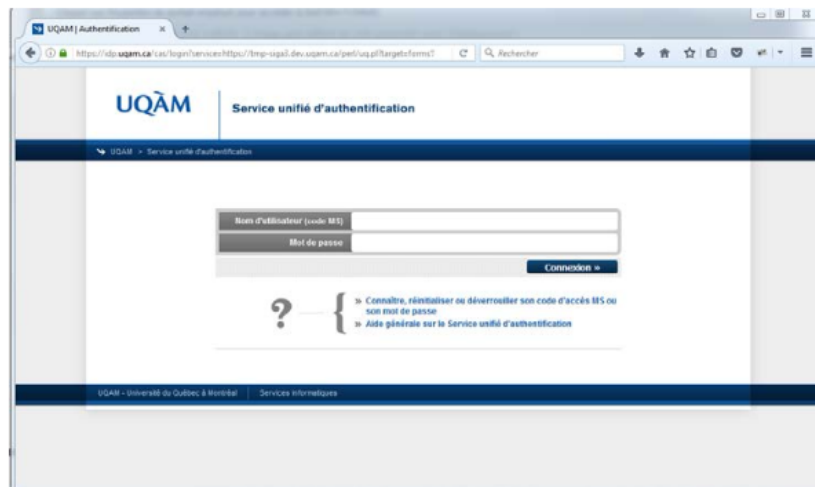 UQAM | Authentification
https://idp.uqam.ca/cas/login?service=https://tmp-sigall.dev.uqam.ca/perl/uq.pl?target=forms?
Rechercher
UQÀM
Service unifié d'authentification
UQAM > Service unifié d'authentification
Nom d'utilisateur (code MS)
Mot de passe
Connexion »
?
» Connaître, réinitialiser ou déverrouiller son code d'accès MS ou
son mot de passe
» Aide générale sur le Service unifié d'authentification
UQAM - Université du Québec à Montréal
Services informatiques